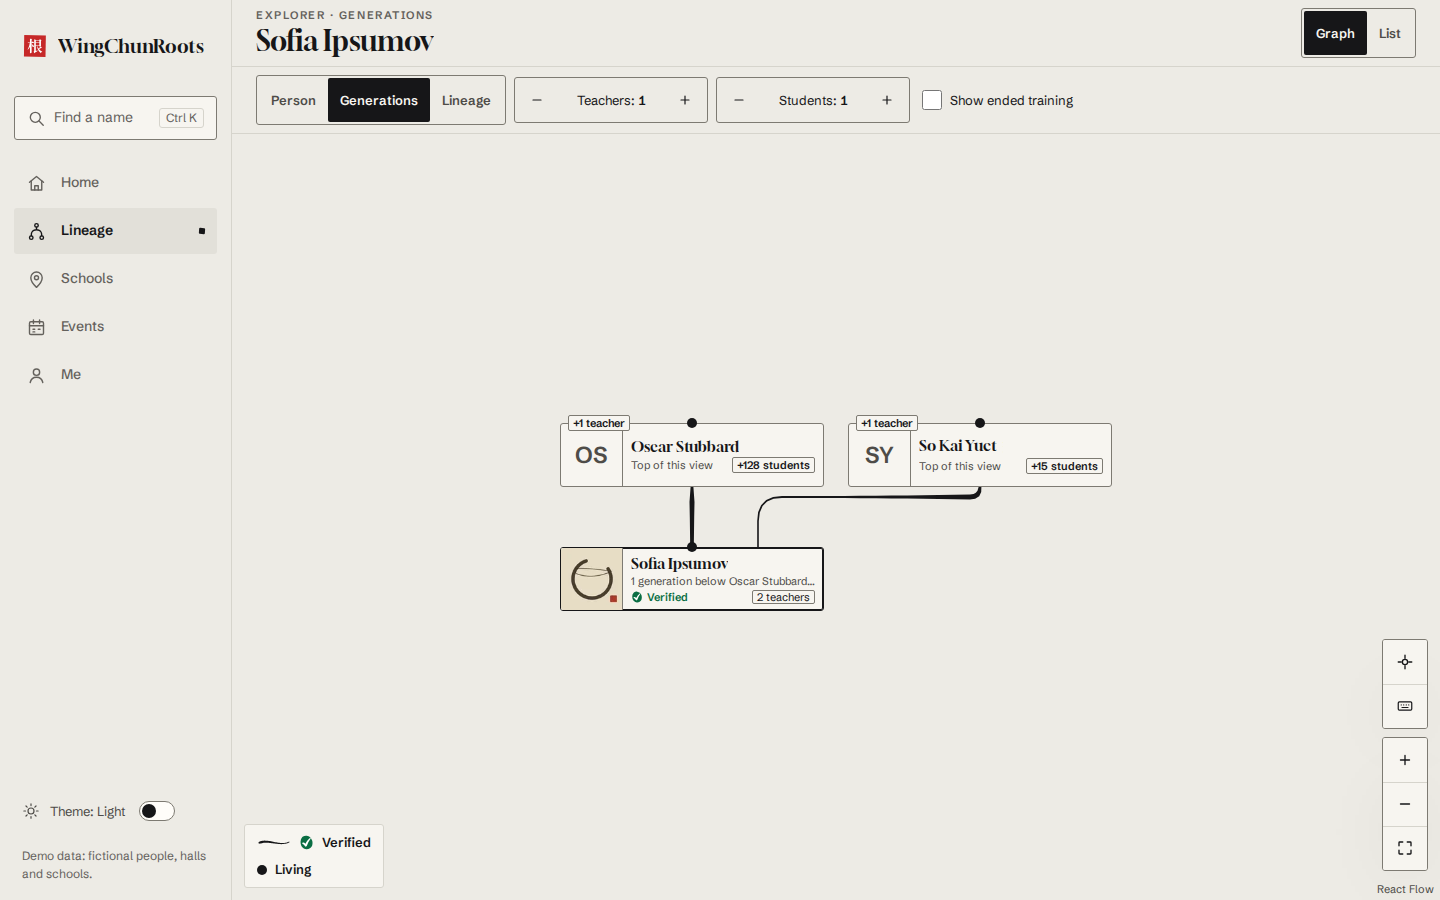 根 WingChunRoots
Find a name
Ctrl K
Home
Lineage
Schools
Events
Me
Theme: Light
Demo data: fictional people, halls
and schools.
EXPLORER · GENERATIONS
Sofia Ipsumov
Graph
List
Person
Generations
Lineage
− Teachers: 1 +
− Students: 1 +
Show ended training
+1 teacher
OS
Oscar Stubbard
Top of this view
+128 students
+1 teacher
SY
So Kai Yuet
Top of this view
+15 students
Sofia Ipsumov
1 generation below Oscar Stubbard…
Verified
2 teachers
Verified
Living
+
−
React Flow